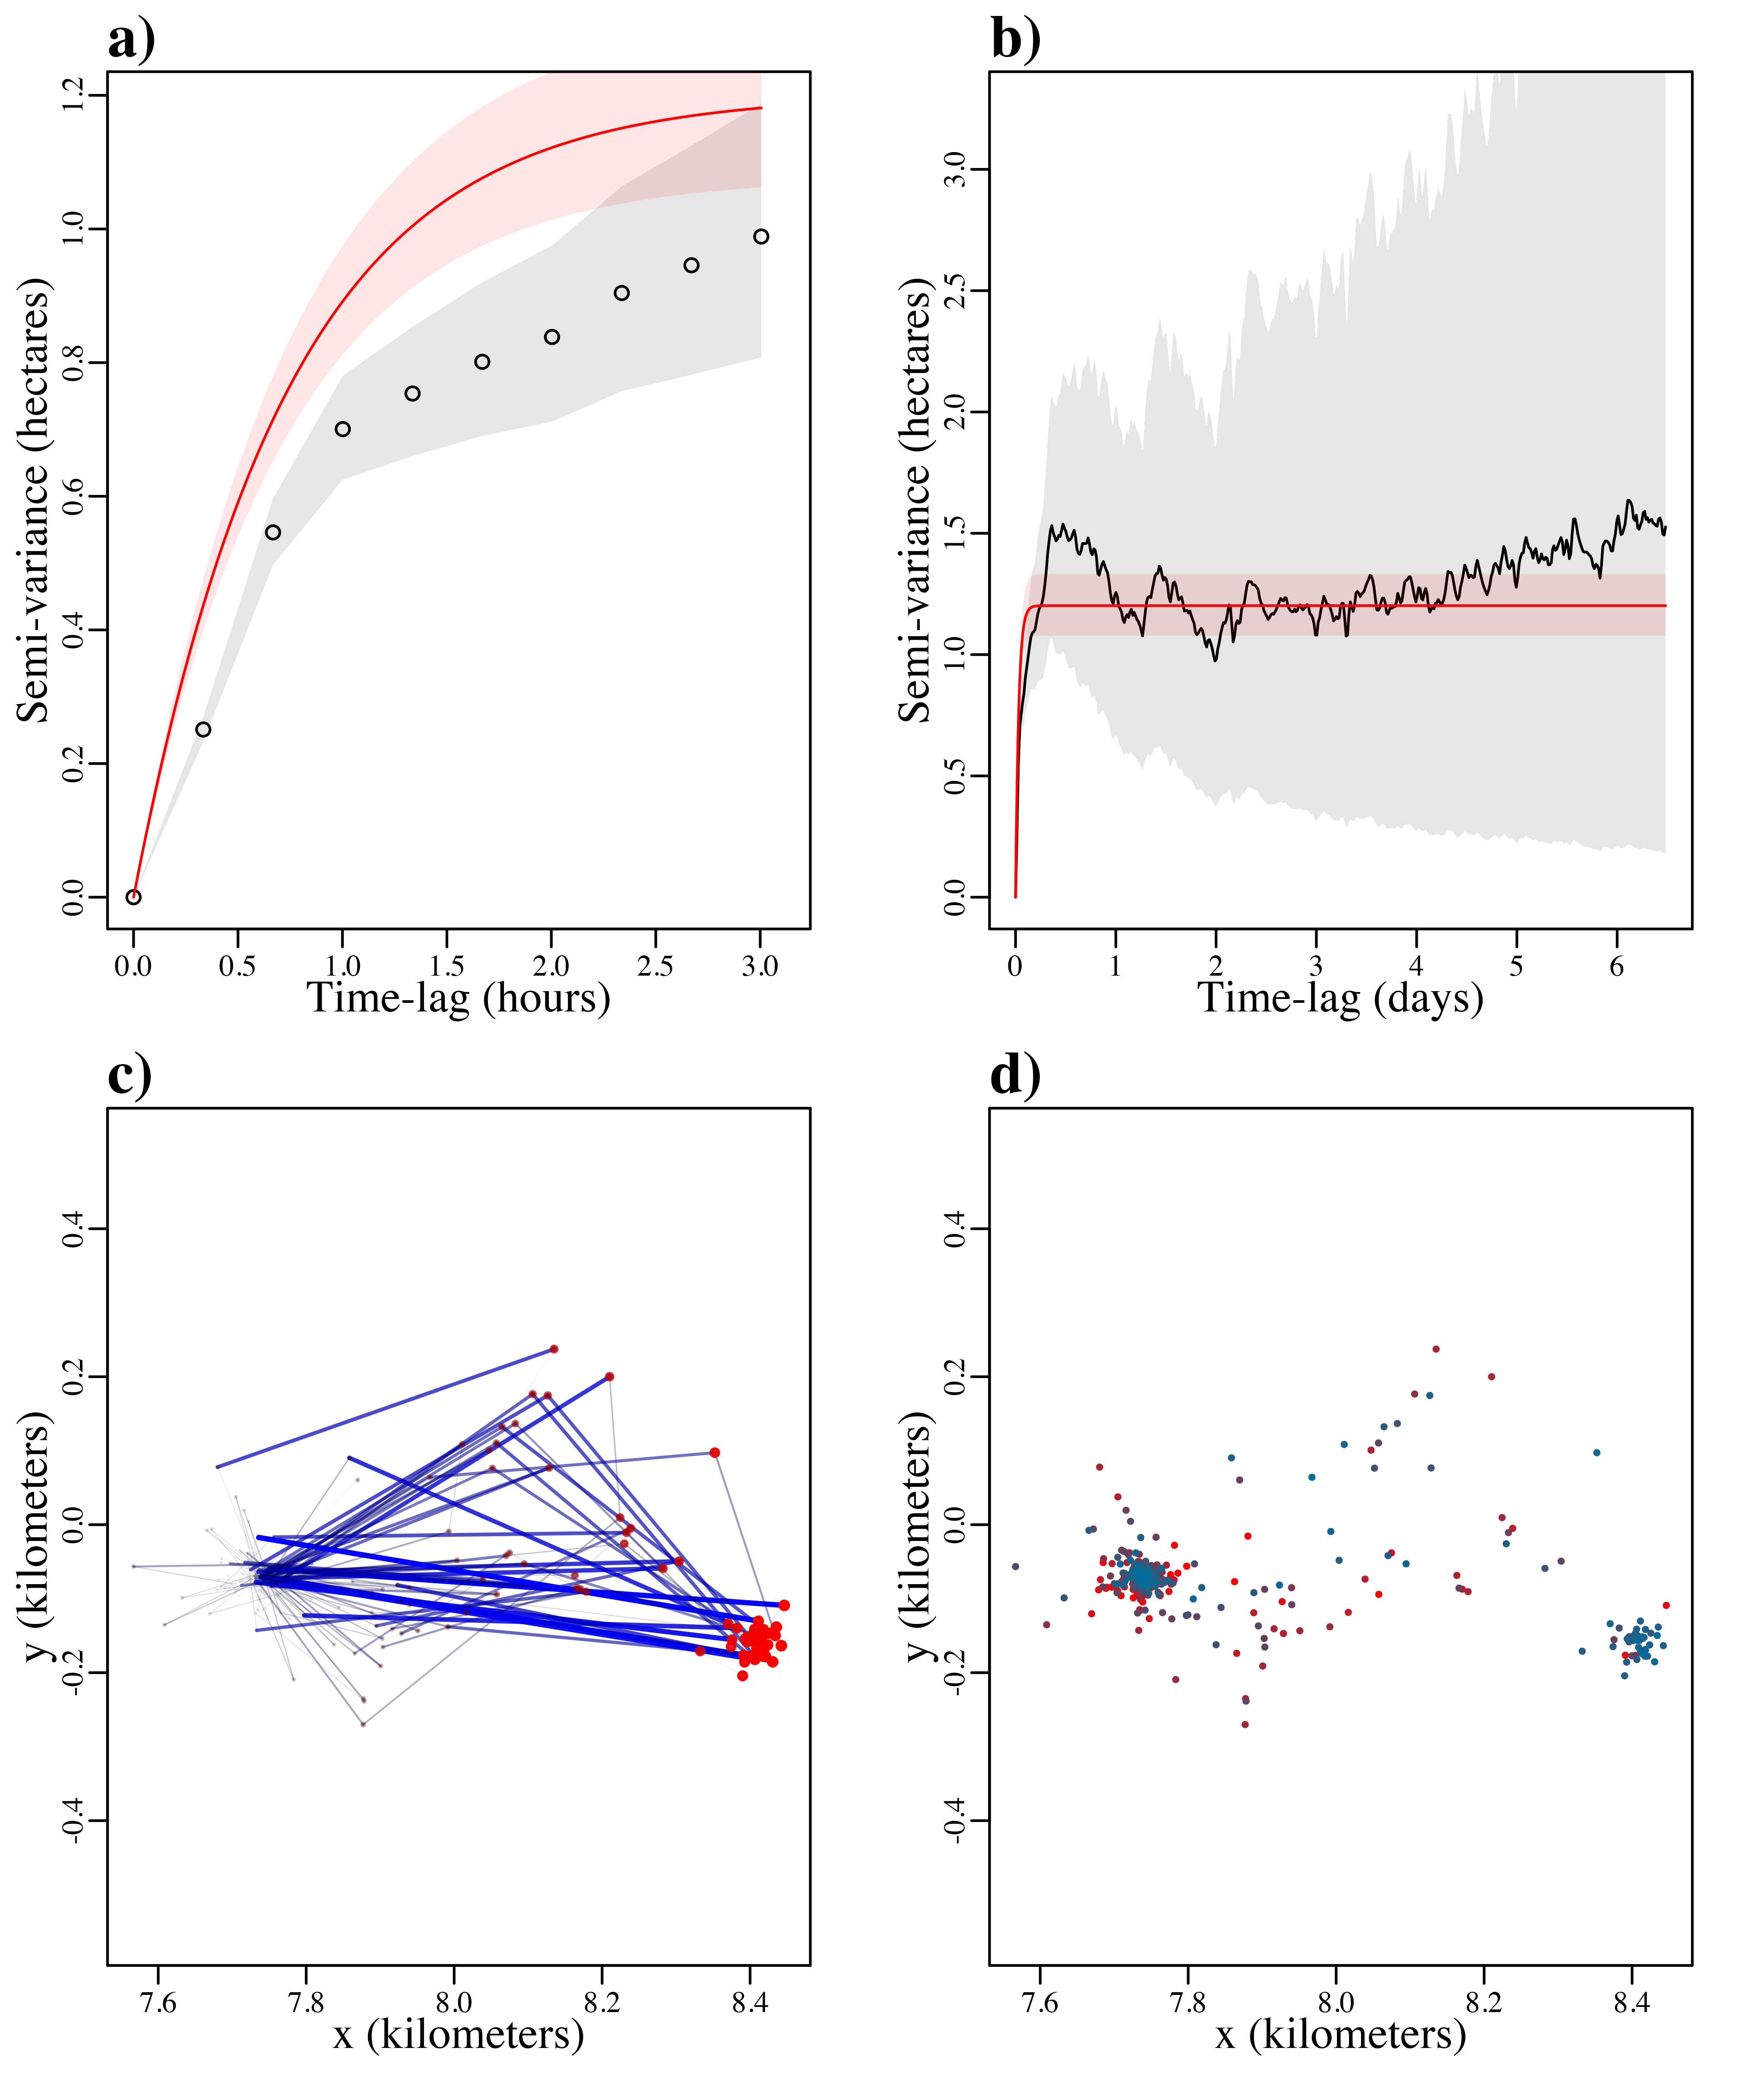 a)
Semi-variance (hectares)
0.0 0.2 0.4 0.6 0.8 1.0 1.2
0.0 0.5 1.0 1.5 2.0 2.5 3.0
Time-lag (hours)
b)
Semi-variance (hectares)
0.0 0.5 1.0 1.5 2.0 2.5 3.0
0 1 2 3 4 5 6
Time-lag (days)
c)
y (kilometers)
-0.4 -0.2 0.0 0.2 0.4
7.6 7.8 8.0 8.2 8.4
x (kilometers)
d)
y (kilometers)
-0.4 -0.2 0.0 0.2 0.4
7.6 7.8 8.0 8.2 8.4
x (kilometers)